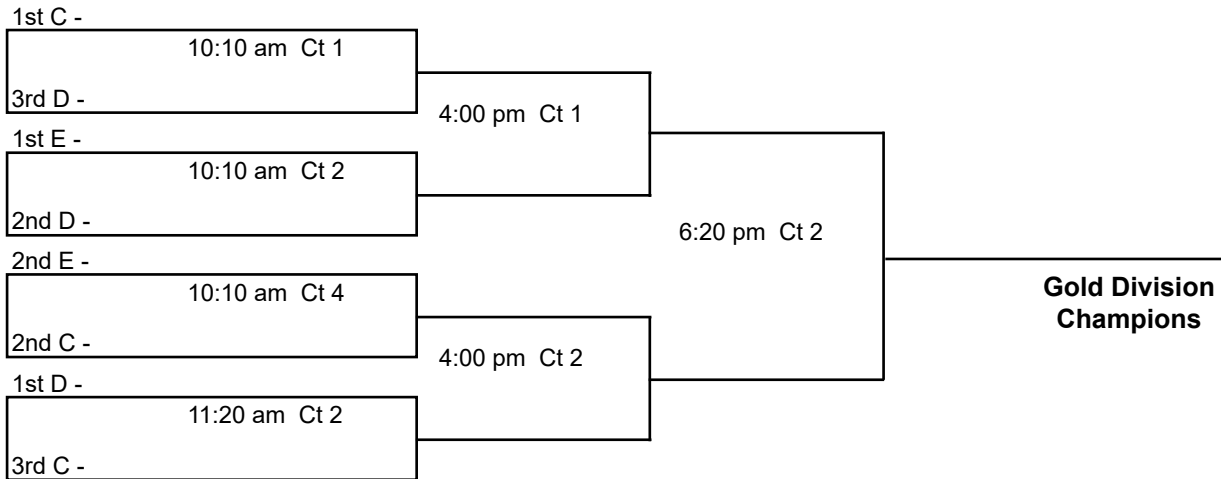 1st C -
10:10 am Ct 1
3rd D -
4:00 pm Ct 1
1st E -
10:10 am Ct 2
2nd D -
6:20 pm Ct 2
2nd E -
10:10 am Ct 4
2nd C -
4:00 pm Ct 2
1st D -
11:20 am Ct 2
3rd C -
Gold Division
Champions